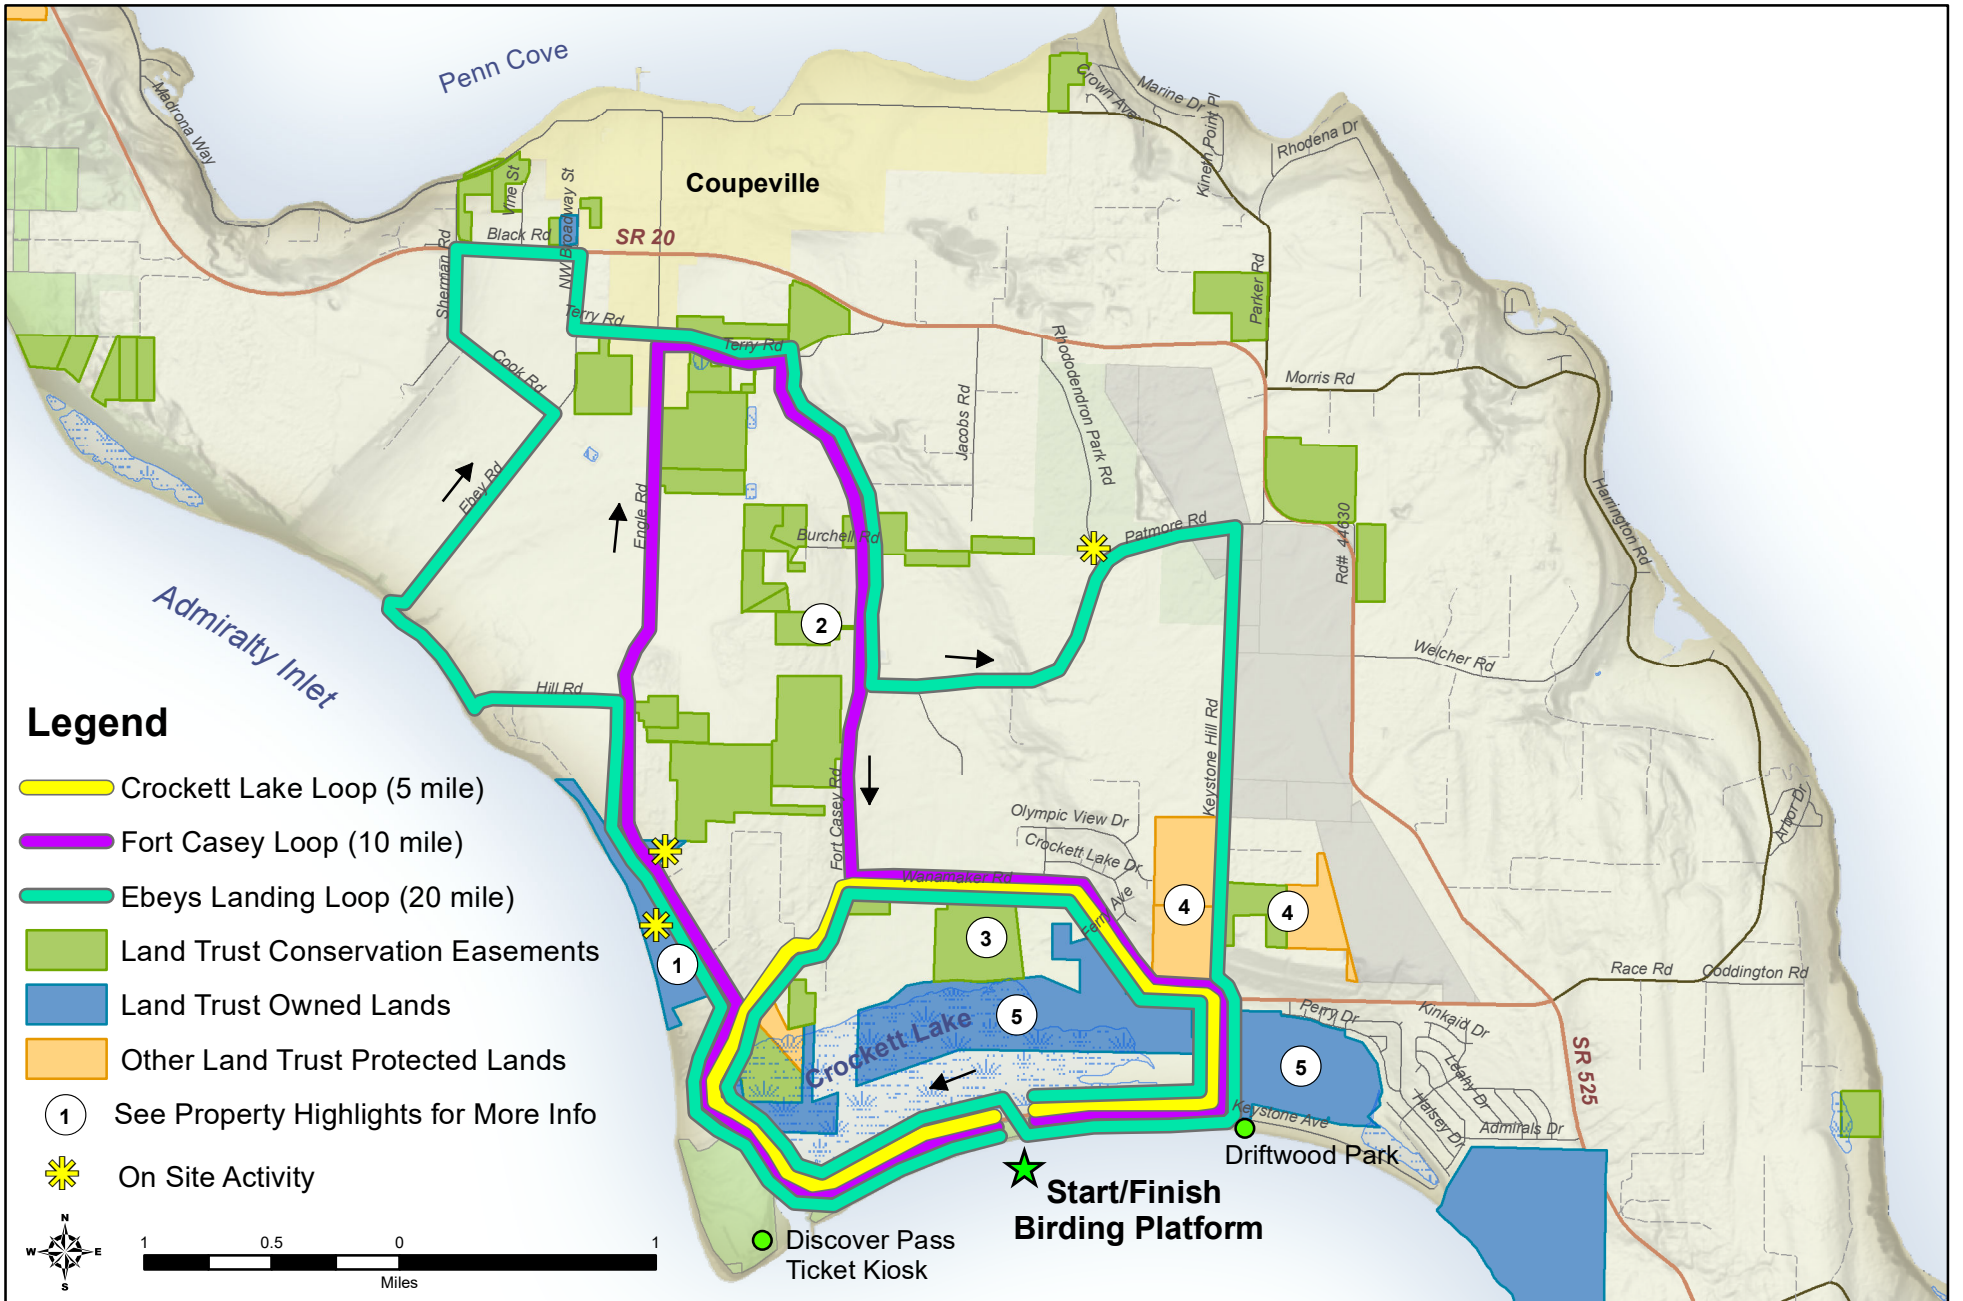 Penn Cove
Madrona Way
Crown Ave
Marine Dr
Kineth Point Pl
Rhodena Dr
Coupeville
Vine St
NW Broadway St
Black Rd
SR 20
Sherman Rd
Terry Rd
Terry Rd
Parker Rd
Cook Rd
Rhododendron Park Rd
Jacobs Rd
Morris Rd
Ebey Rd
Engle Rd
Burchell Rd
Patmore Rd
Rd# 44630
Harrington Rd
Admiralty Inlet
2
Welcher Rd
Hill Rd
Keystone Hill Rd
Fort Casey Rd
Olympic View Dr
Crockett Lake Dr
Arbor Dr
Wanamaker Rd
Ferry Ave
4
4
3
1
Race Rd
Coddington Rd
5
Crockett Lake
Perry Dr
Kinkaid Dr
5
Leahy Dr
SR 525
Halsey Dr
Keystone Ave
Admirals Dr
Driftwood Park
Start/Finish
Birding Platform
Discover Pass
Ticket Kiosk
Legend
Crockett Lake Loop (5 mile)
Fort Casey Loop (10 mile)
Ebeys Landing Loop (20 mile)
Land Trust Conservation Easements
Land Trust Owned Lands
Other Land Trust Protected Lands
1 See Property Highlights for More Info
On Site Activity
N
W E
S
1 0.5 0 1
Miles